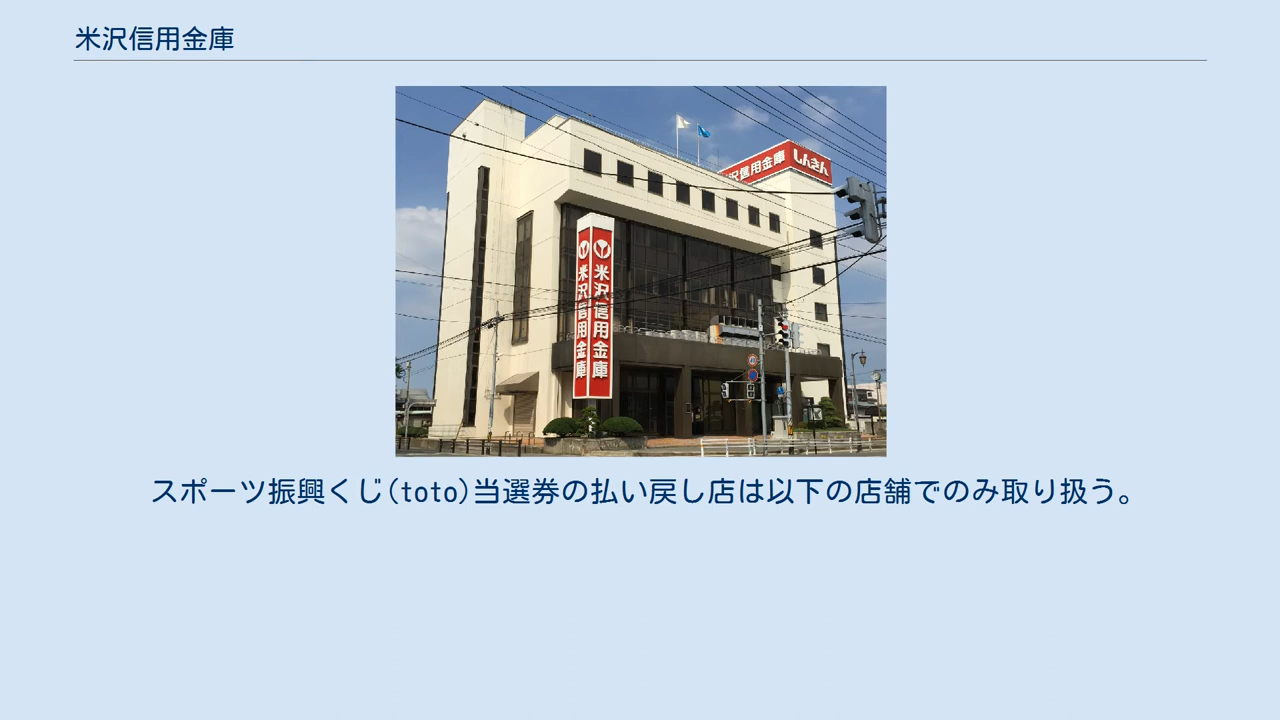 米沢信用金庫
沢信用金庫
しんきん
米沢信用金庫
米沢信用金庫
スポーツ振興くじ(toto)当選券の払い戻し店は以下の店舗でのみ取り扱う。